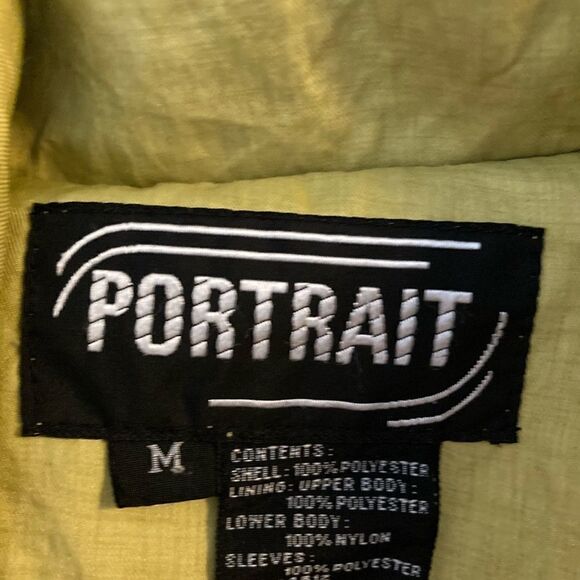 PORTRAIT
M
CONTENTS:
SHELL: 100% POLYESTER
LINING: UPPER BODY:
100% POLYESTER
LOWER BODY:
100% NYLON
SLEEVES:
100% POLYESTER